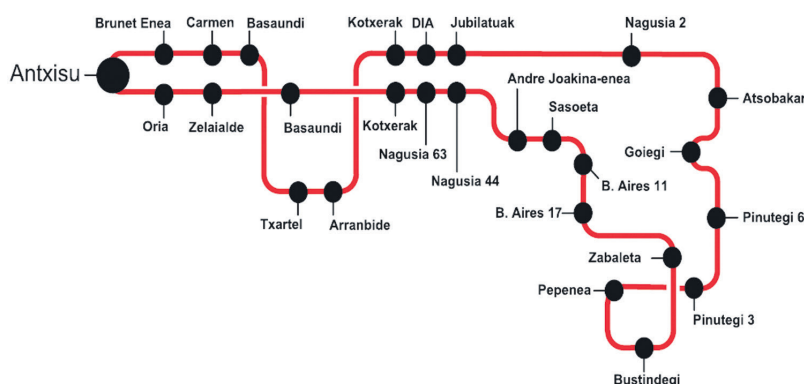 Brunet Enea
Carmen
Basaundi
Kotxerak
DIA
Jubilatuak
Nagusia 2
Antxisu
Andre Joakina-enea
Atsobakar
Sasoeta
Oria
Zelaialde
Basaundi
Kotxerak
Nagusia 63
Nagusia 44
Goiegi
B. Aires 11
Txartel
Arranbide
B. Aires 17
Pinutegi 6
Zabaleta
Pepenea
Pinutegi 3
Bustindegi